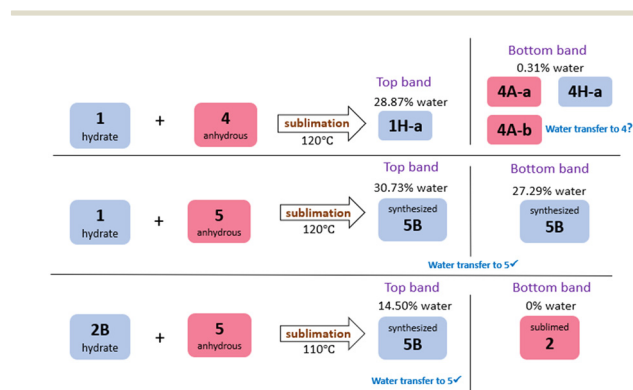 Bottom band
0.31% water
Top band
28.87% water
4A-a
4H-a
1
hydrate
+
4
anhydrous
sublimation
120°C
1H-a
4A-b
Water transfer to 4?
Top band
Bottom band
30.73% water
27.29% water
1
hydrate
+
5
anhydrous
sublimation
120°C
synthesized
5B
synthesized
5B
Water transfer to 5✓
Top band
Bottom band
14.50% water
0% water
2B
hydrate
+
5
anhydrous
sublimation
110°C
synthesized
5B
sublimed
2
Water transfer to 5✓